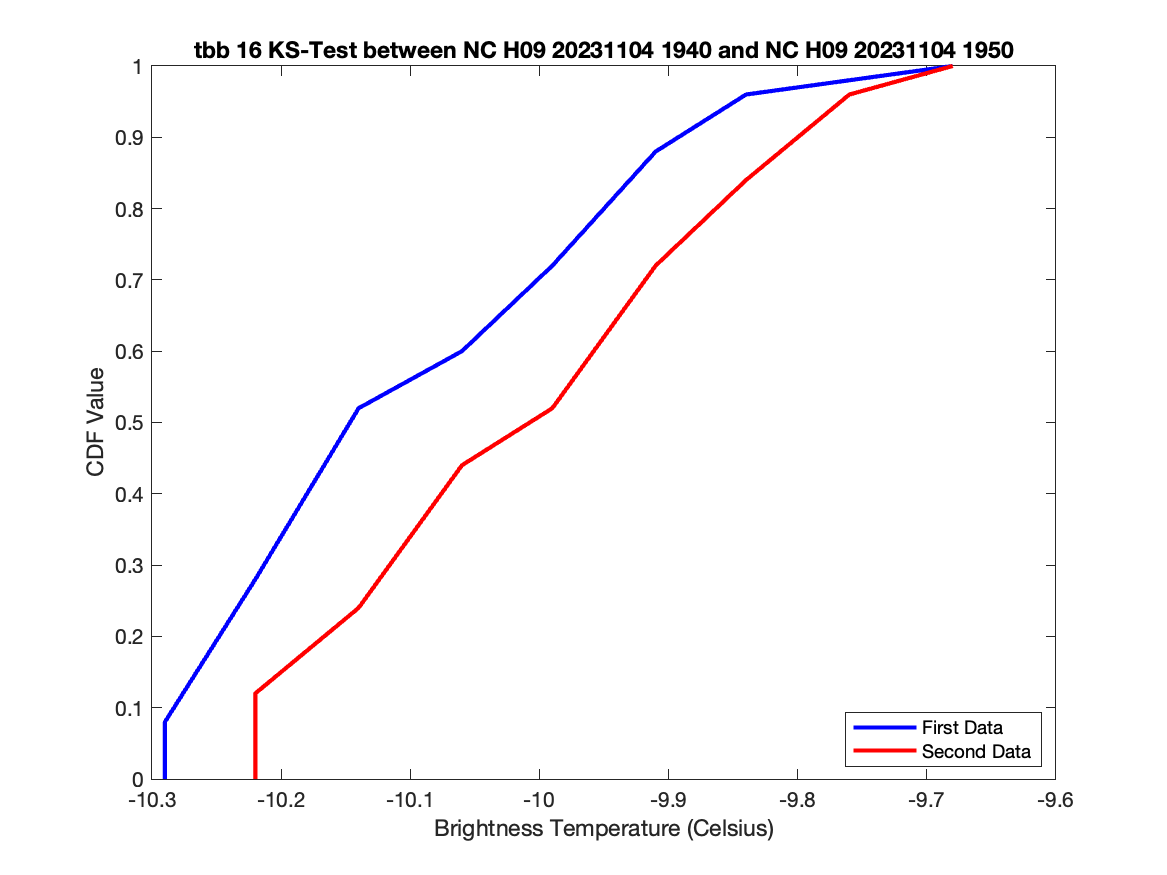 tbb 16 KS-Test between NC H09 20231104 1940 and NC H09 20231104 1950
1
0.9
0.8
0.7
0.6
0.5
0.4
0.3
0.2
0.1
0
CDF Value
First Data
Second Data
-10.3 -10.2 -10.1 -10 -9.9 -9.8 -9.7 -9.6
Brightness Temperature (Celsius)